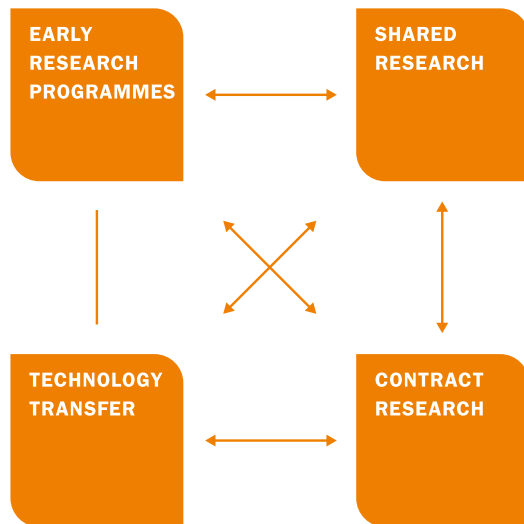 EARLY
RESEARCH
PROGRAMMES
SHARED
RESEARCH
TECHNOLOGY
TRANSFER
CONTRACT
RESEARCH